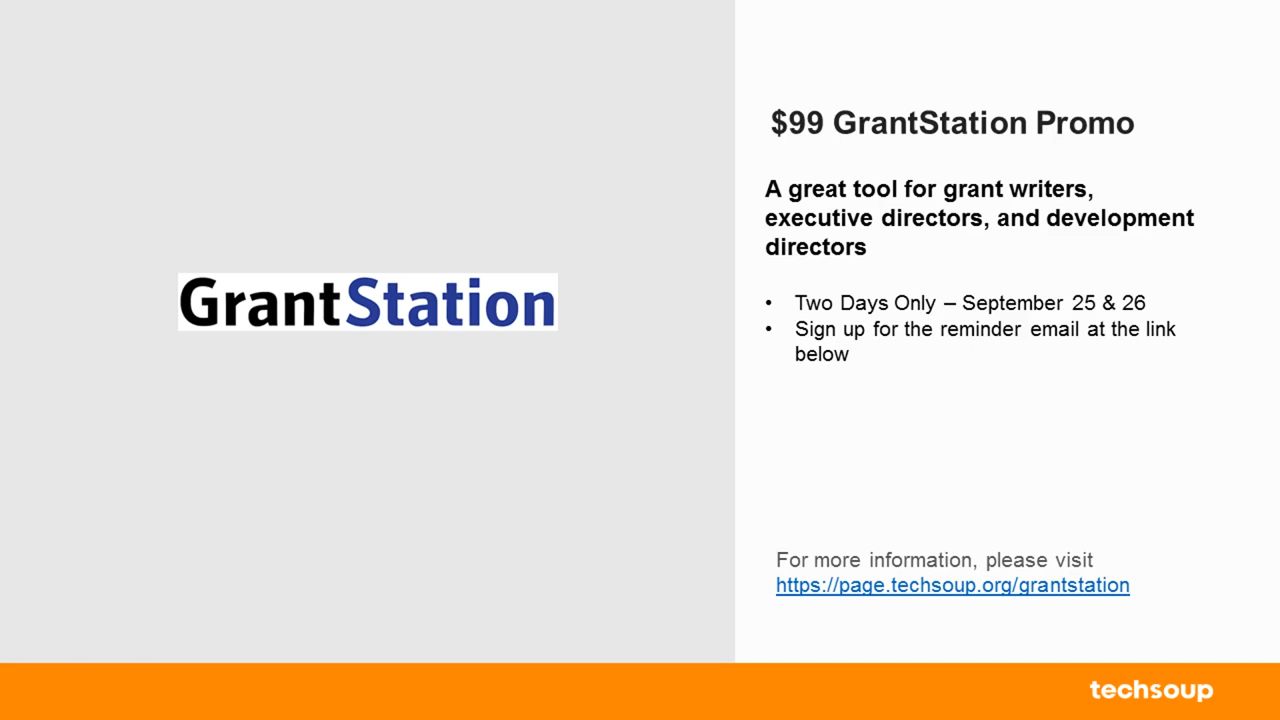 GrantStation
$99 GrantStation Promo
A great tool for grant writers,
executive directors, and development
directors
• Two Days Only – September 25 & 26
• Sign up for the reminder email at the link
below
For more information, please visit
https://page.techsoup.org/grantstation
techsoup